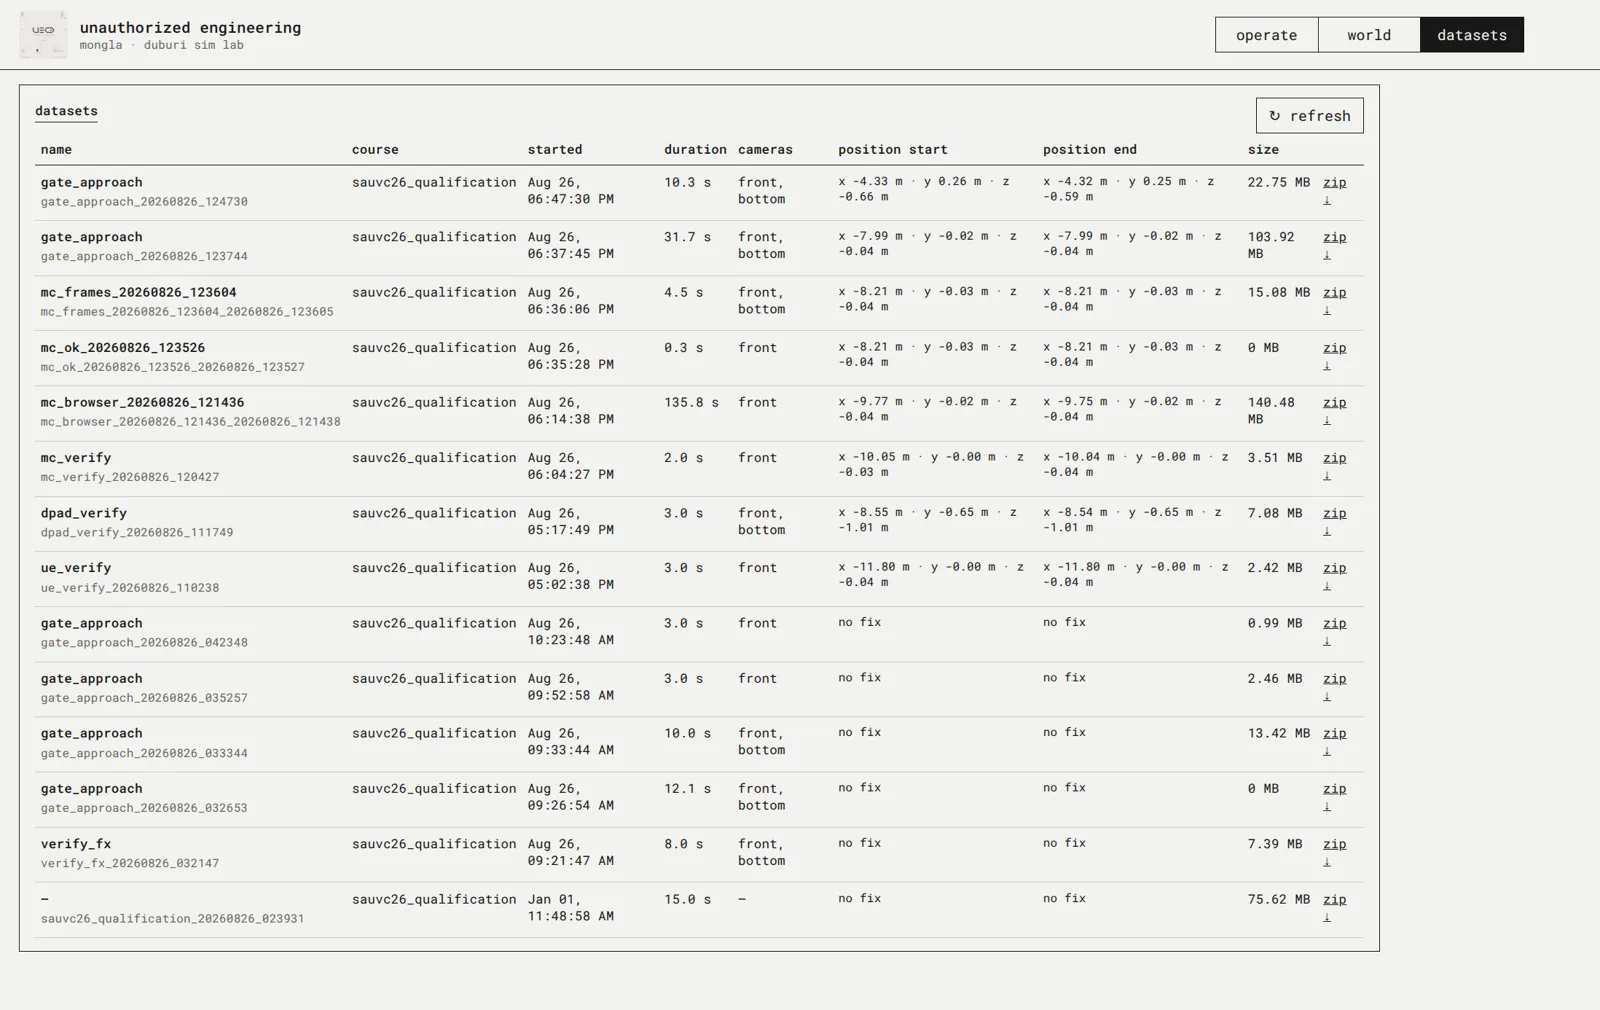 UEC
unauthorized engineering
mongla · duburi sim lab
operate
world
datasets
datasets
↻ refresh
name course started duration cameras position start position end size
gate_approach sauvc26_qualification Aug 26, 10.3 s front, x -4.33 m · y 0.26 m · z x -4.32 m · y 0.25 m · z 22.75 MB zip
gate_approach_20260826_124730 06:47:30 PM bottom -0.66 m -0.59 m ↓
gate_approach sauvc26_qualification Aug 26, 31.7 s front, x -7.99 m · y -0.02 m · z x -7.99 m · y -0.02 m · z 103.92 zip
gate_approach_20260826_123744 06:37:45 PM bottom -0.04 m -0.04 m MB ↓
mc_frames_20260826_123604 sauvc26_qualification Aug 26, 4.5 s front, x -8.21 m · y -0.03 m · z x -8.21 m · y -0.03 m · z 15.08 MB zip
mc_frames_20260826_123604_20260826_123605 06:36:06 PM bottom -0.04 m -0.04 m ↓
mc_ok_20260826_123526 sauvc26_qualification Aug 26, 0.3 s front x -8.21 m · y -0.03 m · z x -8.21 m · y -0.03 m · z 0 MB zip
mc_ok_20260826_123526_20260826_123527 06:35:28 PM -0.04 m -0.04 m ↓
mc_browser_20260826_121436 sauvc26_qualification Aug 26, 135.8 s front x -9.77 m · y -0.02 m · z x -9.75 m · y -0.02 m · z 140.48 zip
mc_browser_20260826_121436_20260826_121438 06:14:38 PM -0.04 m -0.04 m MB ↓
mc_verify sauvc26_qualification Aug 26, 2.0 s front x -10.05 m · y -0.00 m · z x -10.04 m · y -0.00 m · z 3.51 MB zip
mc_verify_20260826_120427 06:04:27 PM -0.03 m -0.04 m ↓
dpad_verify sauvc26_qualification Aug 26, 3.0 s front, x -8.55 m · y -0.65 m · z x -8.54 m · y -0.65 m · z 7.08 MB zip
dpad_verify_20260826_111749 05:17:49 PM bottom -1.01 m -1.01 m ↓
ue_verify sauvc26_qualification Aug 26, 3.0 s front x -11.80 m · y -0.00 m · z x -11.80 m · y -0.00 m · z 2.42 MB zip
ue_verify_20260826_110238 05:02:38 PM -0.04 m -0.04 m ↓
gate_approach sauvc26_qualification Aug 26, 3.0 s front no fix no fix 0.99 MB zip
gate_approach_20260826_042348 10:23:48 AM ↓
gate_approach sauvc26_qualification Aug 26, 3.0 s front no fix no fix 2.46 MB zip
gate_approach_20260826_035257 09:52:58 AM ↓
gate_approach sauvc26_qualification Aug 26, 10.0 s front, no fix no fix 13.42 MB zip
gate_approach_20260826_033344 09:33:44 AM bottom ↓
gate_approach sauvc26_qualification Aug 26, 12.1 s front, no fix no fix 0 MB zip
gate_approach_20260826_032653 09:26:54 AM bottom ↓
verify_fx sauvc26_qualification Aug 26, 8.0 s front, no fix no fix 7.39 MB zip
verify_fx_20260826_032147 09:21:47 AM bottom ↓
– sauvc26_qualification Jan 01, 15.0 s – no fix no fix 75.62 MB zip
sauvc26_qualification_20260826_023931 11:48:58 AM ↓